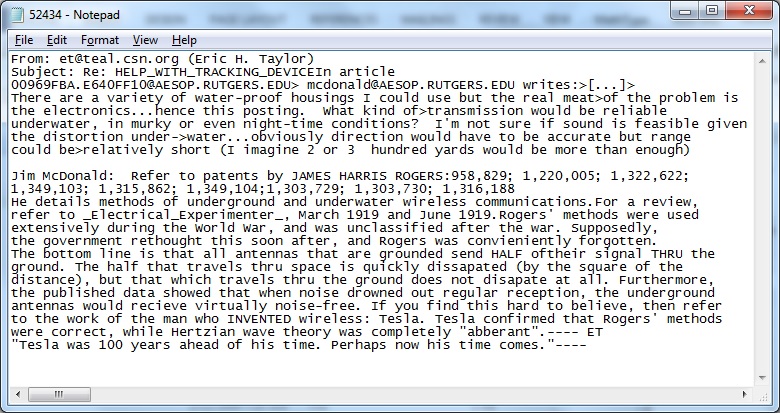 52434 - Notepad
File Edit Format View Help
From: et@teal.csn.org (Eric H. Taylor)
Subject: Re: HELP_WITH_TRACKING_DEVICEIn article
00969FBA.E640FF10@AESOP.RUTGERS.EDU> mcdonald@AESOP.RUTGERS.EDU writes:>[...]>
There are a variety of water-proof housings I could use but the real meat>of the problem is
the electronics...hence this posting.  What kind of>transmission would be reliable
underwater, in murky or even night-time conditions?  I'm not sure if sound is feasible given
the distortion under->water...obviously direction would have to be accurate but range
could be>relatively short (I imagine 2 or 3  hundred yards would be more than enough)

Jim McDonald:  Refer to patents by JAMES HARRIS ROGERS:958,829; 1,220,005; 1,322,622;
1,349,103; 1,315,862; 1,349,104;1,303,729; 1,303,730; 1,316,188
He details methods of underground and underwater wireless communications.For a review,
refer to _Electrical_Experimenter_, March 1919 and June 1919.Rogers' methods were used
extensively during the World War, and was unclassified after the war. Supposedly,
the government rethought this soon after, and Rogers was convieniently forgotten.
The bottom line is that all antennas that are grounded send HALF oftheir signal THRU the
ground. The half that travels thru space is quickly dissapated (by the square of the
distance), but that which travels thru the ground does not disapate at all. Furthermore,
the published data showed that when noise drowned out regular reception, the underground
antennas would recieve virtually noise-free. If you find this hard to believe, then refer
to the work of the man who INVENTED wireless: Tesla. Tesla confirmed that Rogers' methods
were correct, while Hertzian wave theory was completely "abberant".---- ET
"Tesla was 100 years ahead of his time. Perhaps now his time comes."----